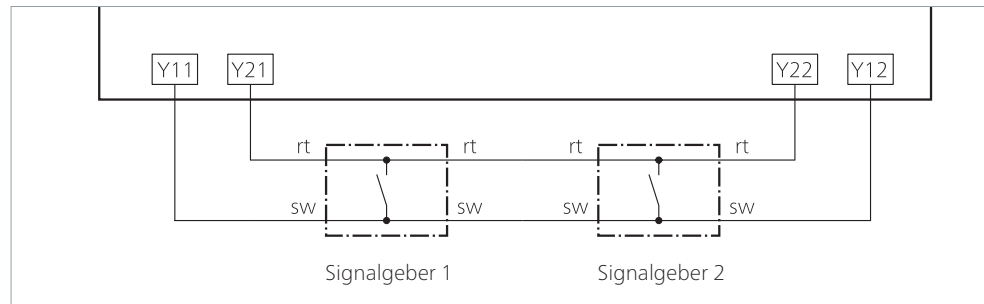 Y11 Y21 Y22 Y12
rt rt rt rt
sw sw sw sw
Signalgeber 1 Signalgeber 2